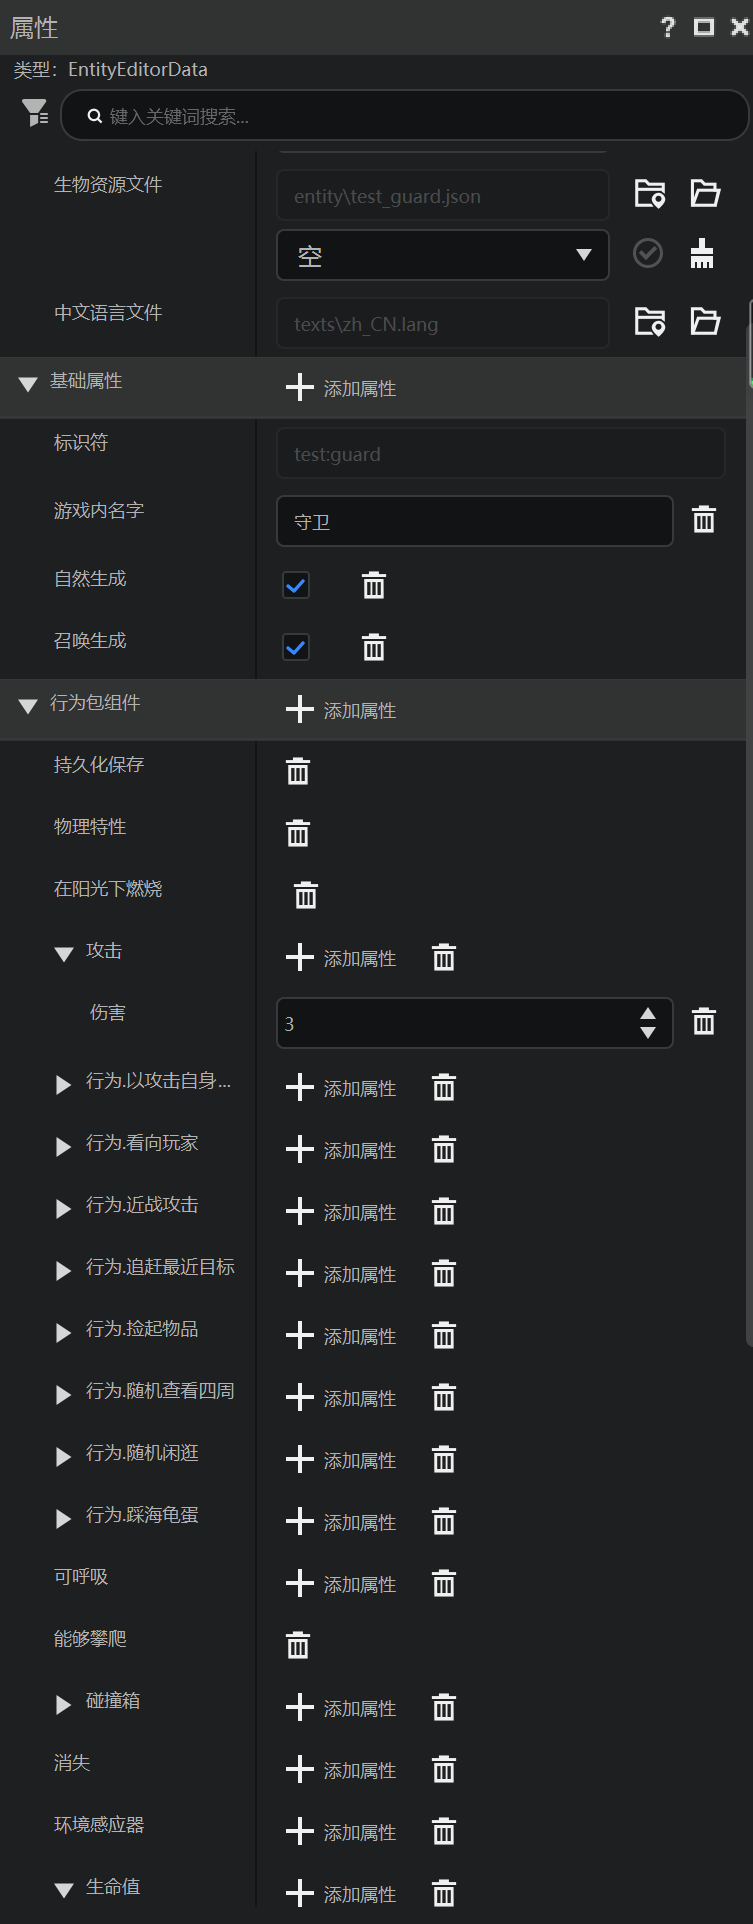 属性
类型：EntityEditorData
键入关键词搜索...
生物资源文件 entity\test_guard.json
空
中文语言文件 texts\zh_CN.lang
基础属性 添加属性
标识符 test:guard
游戏内名字 守卫
自然生成
召唤生成
行为包组件 添加属性
持久化保存
物理特性
在阳光下燃烧
攻击 添加属性
伤害 3
行为.以攻击自身... 添加属性
行为.看向玩家 添加属性
行为.近战攻击 添加属性
行为.追赶最近目标 添加属性
行为.捡起物品 添加属性
行为.随机查看四周 添加属性
行为.随机闲逛 添加属性
行为.踩海龟蛋 添加属性
可呼吸 添加属性
能够攀爬
碰撞箱 添加属性
消失 添加属性
环境感应器 添加属性
生命值 添加属性